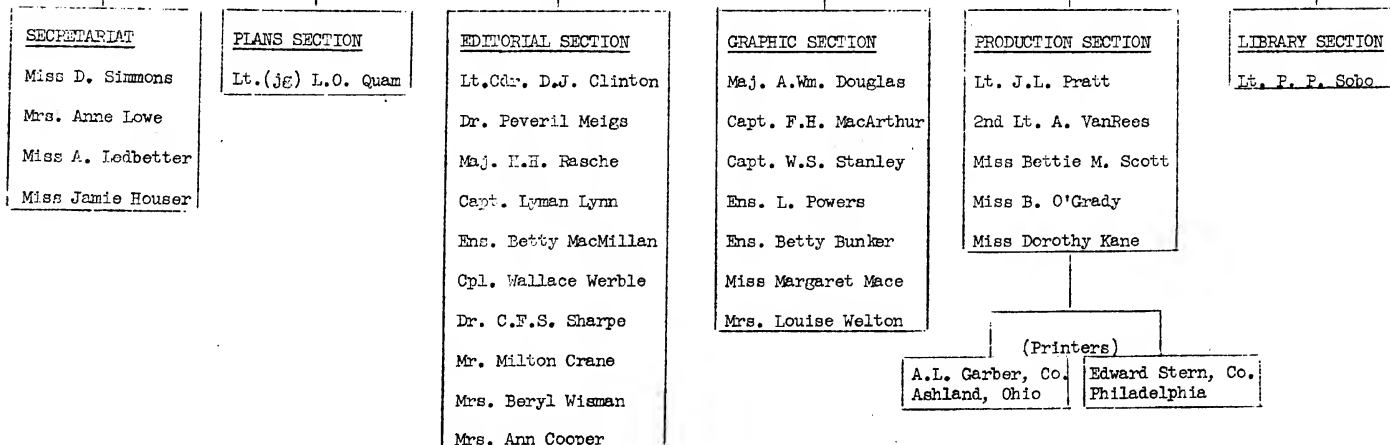 SECRETARIAT
Miss D. Simmons
Mrs. Anne Lowe
Miss A. Ledbetter
Miss Jamie Houser
PLANS SECTION
Lt.(jg) L.O. Quam
EDITORIAL SECTION
Lt.Cdr. D.J. Clinton
Dr. Peveril Meigs
Maj. H.H. Rasche
Capt. Lyman Lynn
Ens. Betty MacMillan
Cpl. Wallace Werble
Dr. C.F.S. Sharpe
Mr. Milton Crane
Mrs. Beryl Wisman
Mrs. Ann Cooper
GRAPHIC SECTION
Maj. A.Wm. Douglas
Capt. F.H. MacArthur
Capt. W.S. Stanley
Ens. L. Powers
Ens. Betty Bunker
Miss Margaret Mace
Mrs. Louise Welton
PRODUCTION SECTION
Lt. J.L. Pratt
2nd Lt. A. VanRees
Miss Bettie M. Scott
Miss B. O'Grady
Miss Dorothy Kane
(Printers)
A.L. Garber, Co.
Ashland, Ohio
Edward Stern, Co.
Philadelphia
LIBRARY SECTION
Lt. P. P. Sobo